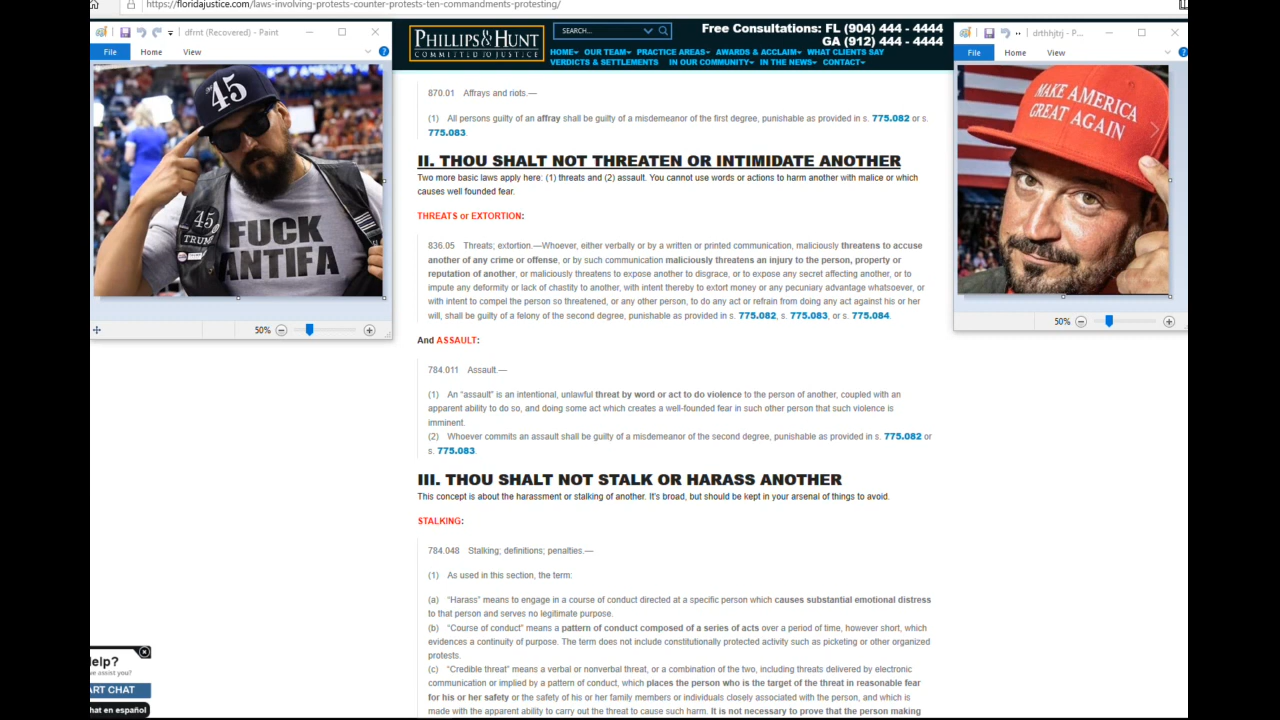 https://floridajustice.com/laws-involving-protests-counter-protests-ten-commandments-protesting/
dfrnt (Recovered) - Paint
File Home View
45
45
TRUMP
FUCK
ANTIFA
50%
PHILLIPS & HUNT
COMMITTED TO JUSTICE
SEARCH...
Free Consultations: FL (904) 444 - 4444
GA (912) 444 - 4444
HOME OUR TEAM PRACTICE AREAS AWARDS & ACCLAIM WHAT CLIENTS SAY
VERDICTS & SETTLEMENTS IN OUR COMMUNITY IN THE NEWS CONTACT
drthhjtj - P...
File Home View
MAKE AMERICA
GREAT AGAIN
50%
870.01 Affrays and riots.—
(1) All persons guilty of an affray shall be guilty of a misdemeanor of the first degree, punishable as provided in s. 775.082 or s.
775.083.
II. THOU SHALT NOT THREATEN OR INTIMIDATE ANOTHER
Two more basic laws apply here: (1) threats and (2) assault. You cannot use words or actions to harm another with malice or which
causes well founded fear.
THREATS or EXTORTION:
836.05 Threats; extortion.—Whoever, either verbally or by a written or printed communication, maliciously threatens to accuse
another of any crime or offense, or by such communication maliciously threatens an injury to the person, property or
reputation of another, or maliciously threatens to expose another to disgrace, or to expose any secret affecting another, or to
impute any deformity or lack of chastity to another, with intent thereby to extort money or any pecuniary advantage whatsoever, or
with intent to compel the person so threatened, or any other person, to do any act or refrain from doing any act against his or her
will, shall be guilty of a felony of the second degree, punishable as provided in s. 775.082, s. 775.083, or s. 775.084.
And ASSAULT:
784.011 Assault.—
(1) An “assault” is an intentional, unlawful threat by word or act to do violence to the person of another, coupled with an
apparent ability to do so, and doing some act which creates a well-founded fear in such other person that such violence is
imminent.
(2) Whoever commits an assault shall be guilty of a misdemeanor of the second degree, punishable as provided in s. 775.082 or
s. 775.083.
III. THOU SHALT NOT STALK OR HARASS ANOTHER
This concept is about the harassment or stalking of another. It's broad, but should be kept in your arsenal of things to avoid.
STALKING:
784.048 Stalking; definitions; penalties.—
(1) As used in this section, the term:
(a) “Harass” means to engage in a course of conduct directed at a specific person which causes substantial emotional distress
to that person and serves no legitimate purpose.
(b) “Course of conduct” means a pattern of conduct composed of a series of acts over a period of time, however short, which
evidences a continuity of purpose. The term does not include constitutionally protected activity such as picketing or other organized
protests.
(c) “Credible threat” means a verbal or nonverbal threat, or a combination of the two, including threats delivered by electronic
communication or implied by a pattern of conduct, which places the person who is the target of the threat in reasonable fear
for his or her safety or the safety of his or her family members or individuals closely associated with the person, and which is
made with the apparent ability to carry out the threat to cause such harm. It is not necessary to prove that the person making
elp?
ve assist you?
ART CHAT
hat en español